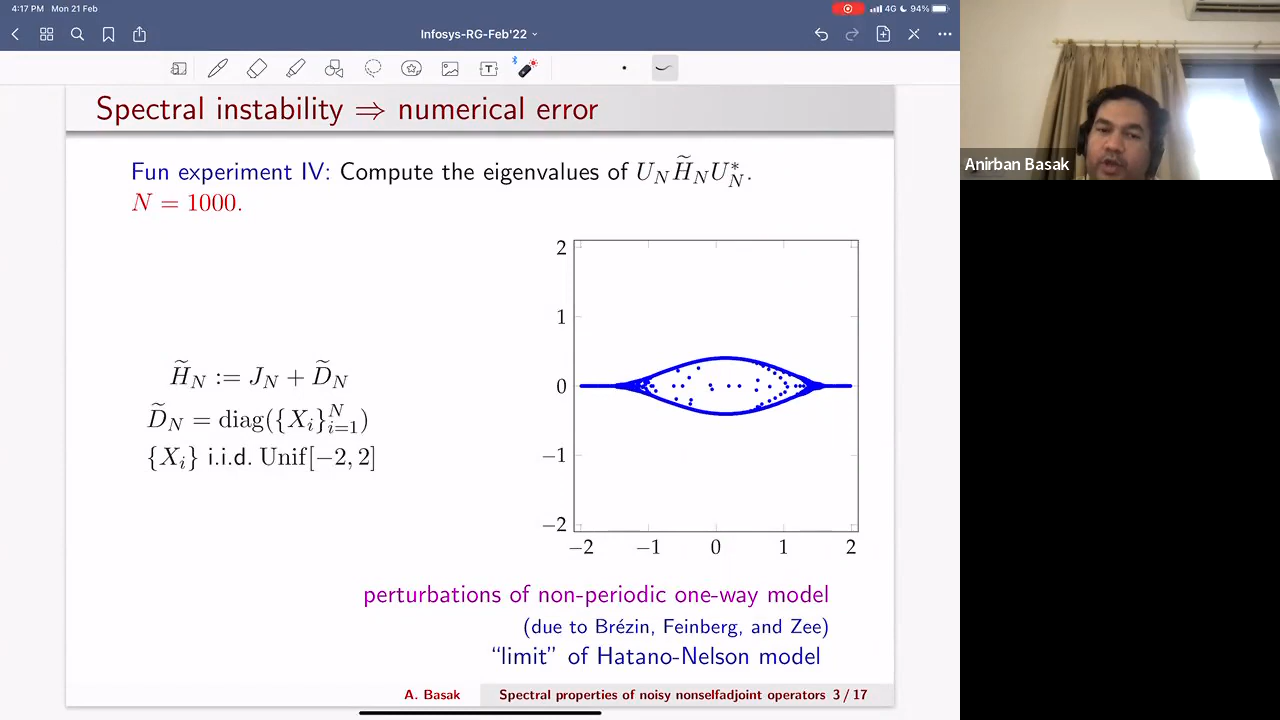 4:17 PM Mon 21 Feb
4G 94%
Infosys-RG-Feb'22
Spectral instability ⇒ numerical error
Fun experiment IV: Compute the eigenvalues of U_N H̃_N U_N^*.
N = 1000.
2
1
0
−1
−2
−2 −1 0 1 2
H̃_N := J_N + D̃_N
D̃_N = diag({X_i}_{i=1}^N)
{X_i} i.i.d. Unif[−2, 2]
perturbations of non-periodic one-way model
(due to Brézin, Feinberg, and Zee)
“limit” of Hatano-Nelson model
A. Basak Spectral properties of noisy nonselfadjoint operators 3 / 17
Anirban Basak